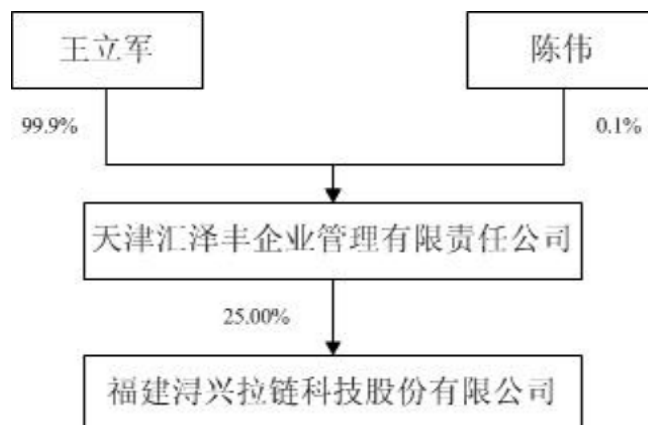 王立军
陈伟
99.9%
0.1%
天津汇泽丰企业管理有限责任公司
25.00%
福建浔兴拉链科技股份有限公司